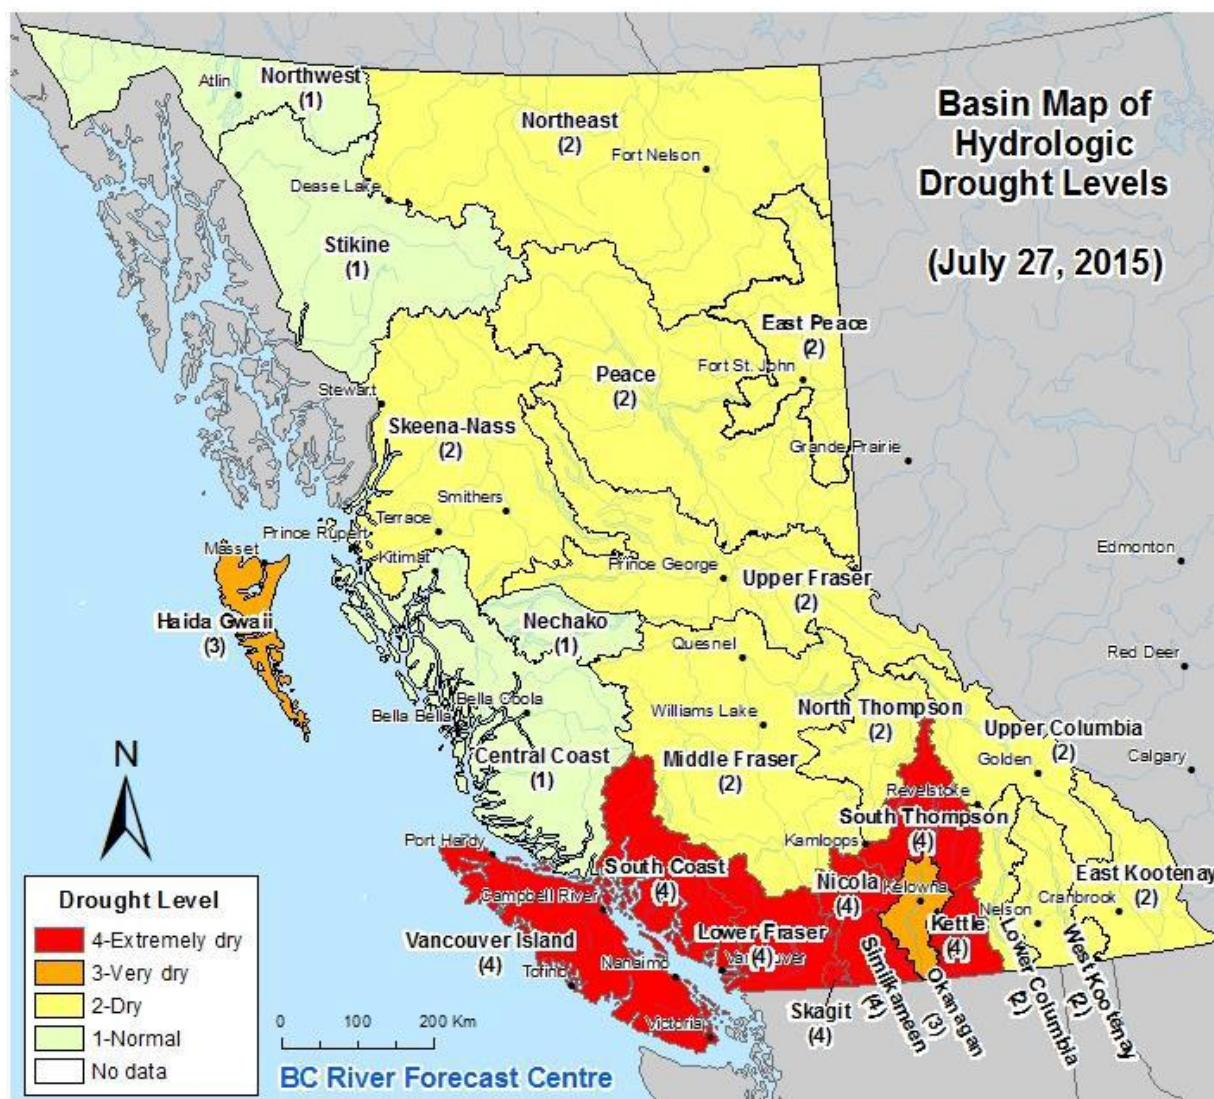 Basin Map of
Hydrologic
Drought Levels
(July 27, 2015)
Atlin
Northwest
(1)
Northeast
(2)
Fort Nelson
Dease Lake
Stikine
(1)
East Peace
(2)
Fort St. John
Peace
(2)
Stewart
Skeena-Nass
(2)
Grande Prairie
Smithers
Terrace
Prince Rupert
Masset
Kitimat
Prince George
Edmonton
Upper Fraser
(2)
Haida Gwaii
(3)
Nechako
(1)
Quesnel
Red Deer
Bella Coola
Bella Bella
Williams Lake
North Thompson
(2)
Upper Columbia
(2)
Central Coast
(1)
Middle Fraser
(2)
Golden
Calgary
N
Revelstoke
South Thompson
(4)
Port Hardy
Kamloops
South Coast
(4)
Nicola
(4)
Kelowna
East Kootenay
(2)
Campbell River
Cranbrook
Nelson
Kettle
(4)
Vancouver Island
(4)
Lower Fraser
(4)
Vancouver
Tofino
Nanaimo
Victoria
Skagit
(4)
Similkameen
(4)
Okanagan
(3)
Lower Columbia
(2)
West Kootenay
(2)
Drought Level
4-Extremely dry
3-Very dry
2-Dry
1-Normal
No data
0 100 200 Km
BC River Forecast Centre